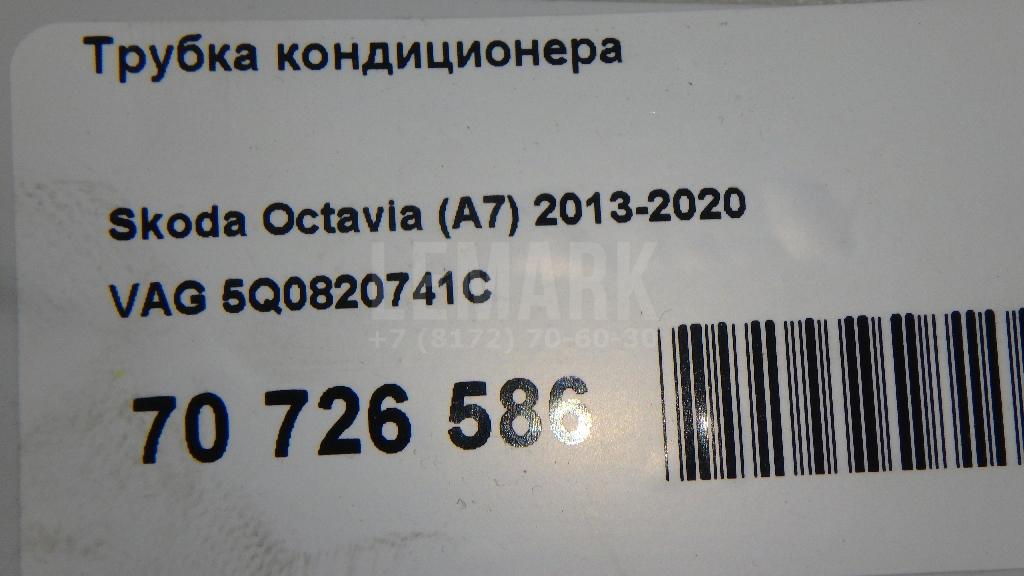 Трубка кондиционера
Skoda Octavia (A7) 2013-2020
LEMARK
VAG 5Q0820741C
+7 (8172) 70-60-30
70 726 586